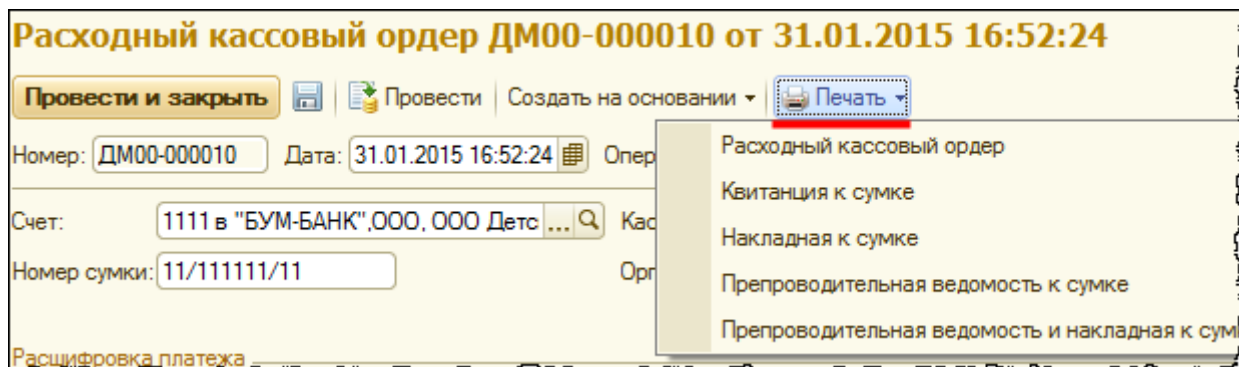 Расходный кассовый ордер ДМ00-000010 от 31.01.2015 16:52:24
Провести и закрыть Провести Создать на основании Печать
Номер: ДМ00-000010 Дата: 31.01.2015 16:52:24 Опер
Расходный кассовый ордер
Квитанция к сумке
Счет: 1111 в "БУМ-БАНК",ООО, ООО Детс ... Кас
Накладная к сумке
Номер сумки: 11/111111/11 Орг
Препроводительная ведомость к сумке
Препроводительная ведомость и накладная к сум
Расшифровка платежа